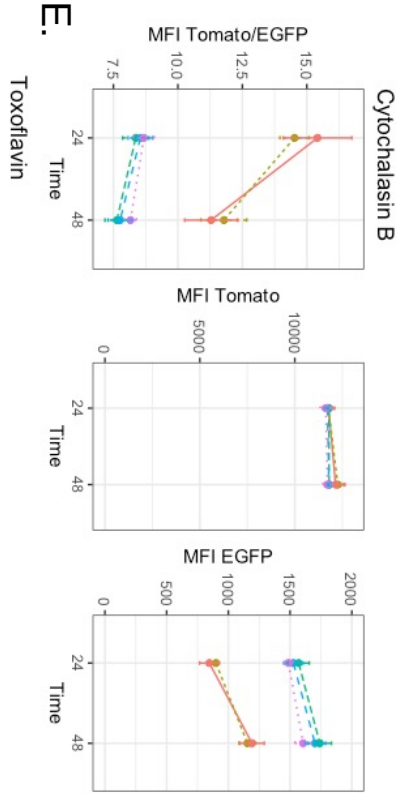 Cytochalasin B
MFI Tomato/EGFP
15.0
12.5
10.0
7.5
24
48
Time
MFI Tomato
10000
5000
0
24
48
Time
MFI EGFP
2000
1500
1000
500
0
24
48
Time
E.
Toxoflavin